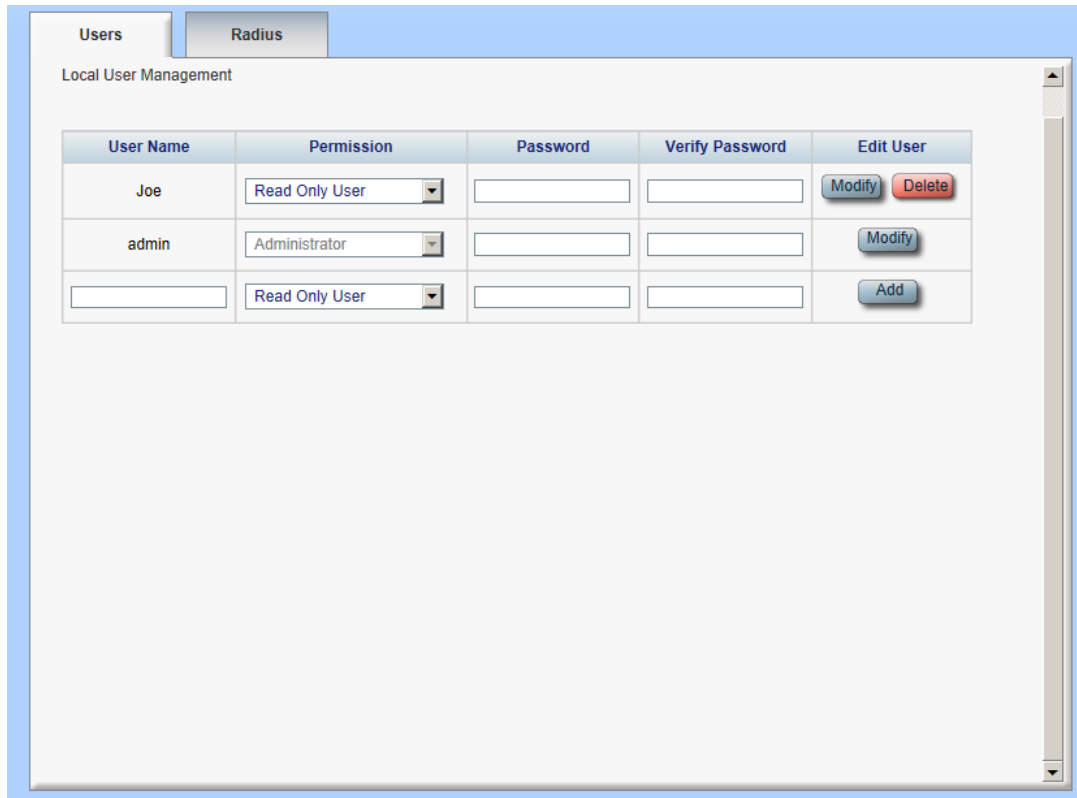 Users Radius
Local User Management
User Name Permission Password Verify Password Edit User
Joe Read Only User Modify Delete
admin Administrator Modify
Read Only User Add